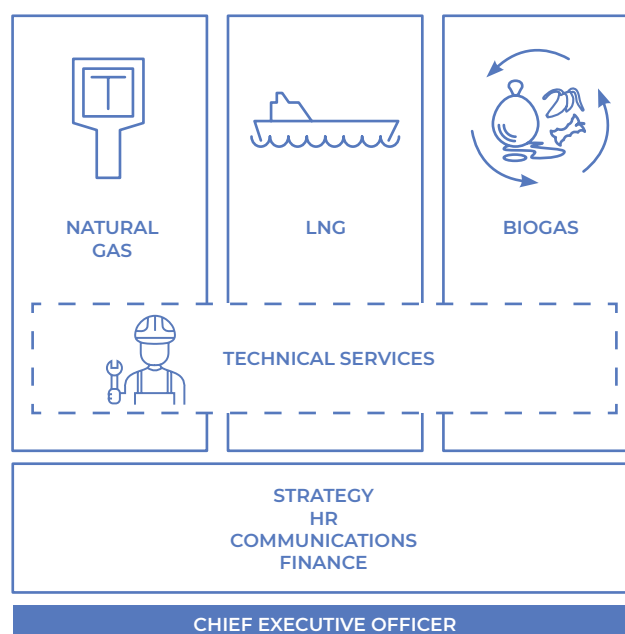 NATURAL
GAS
LNG
BIOGAS
TECHNICAL SERVICES
STRATEGY
HR
COMMUNICATIONS
FINANCE
CHIEF EXECUTIVE OFFICER